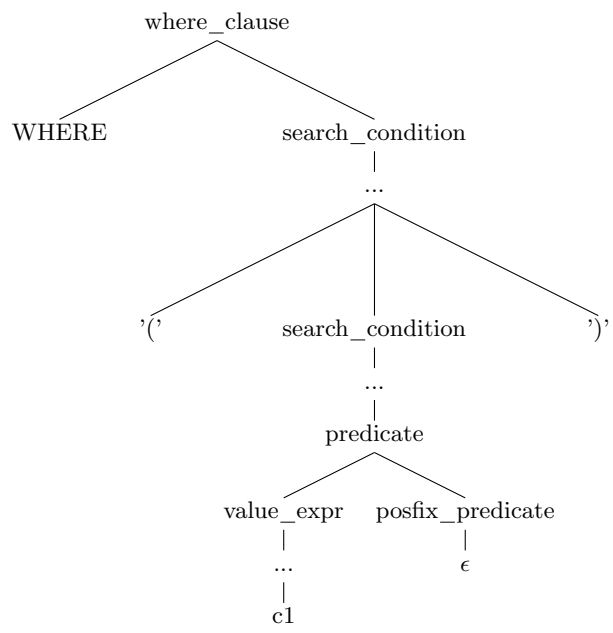 where_clause
WHERE search_condition
...
'(' search_condition ')'
...
predicate
value_expr posfix_predicate
... ϵ
c1